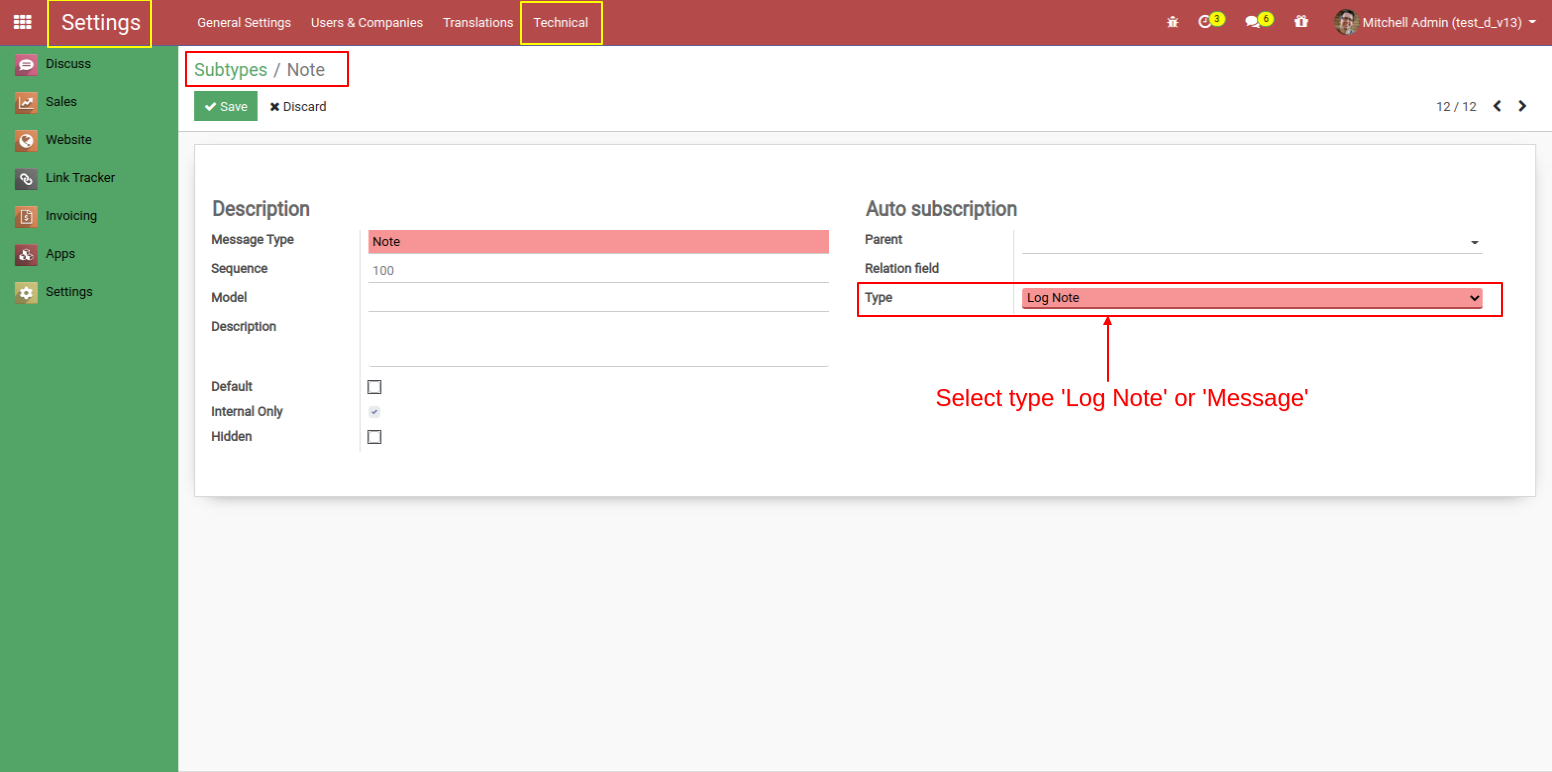 Settings General Settings Users & Companies Translations Technical 3 6 Mitchell Admin (test_d_v13)
Discuss
Sales
Website
Link Tracker
Invoicing
Apps
Settings
Subtypes / Note
Save Discard 12 / 12
Description
Message Type Note
Sequence 100
Model
Description
Default
Internal Only
Hidden
Auto subscription
Parent
Relation field
Type Log Note
Select type 'Log Note' or 'Message'